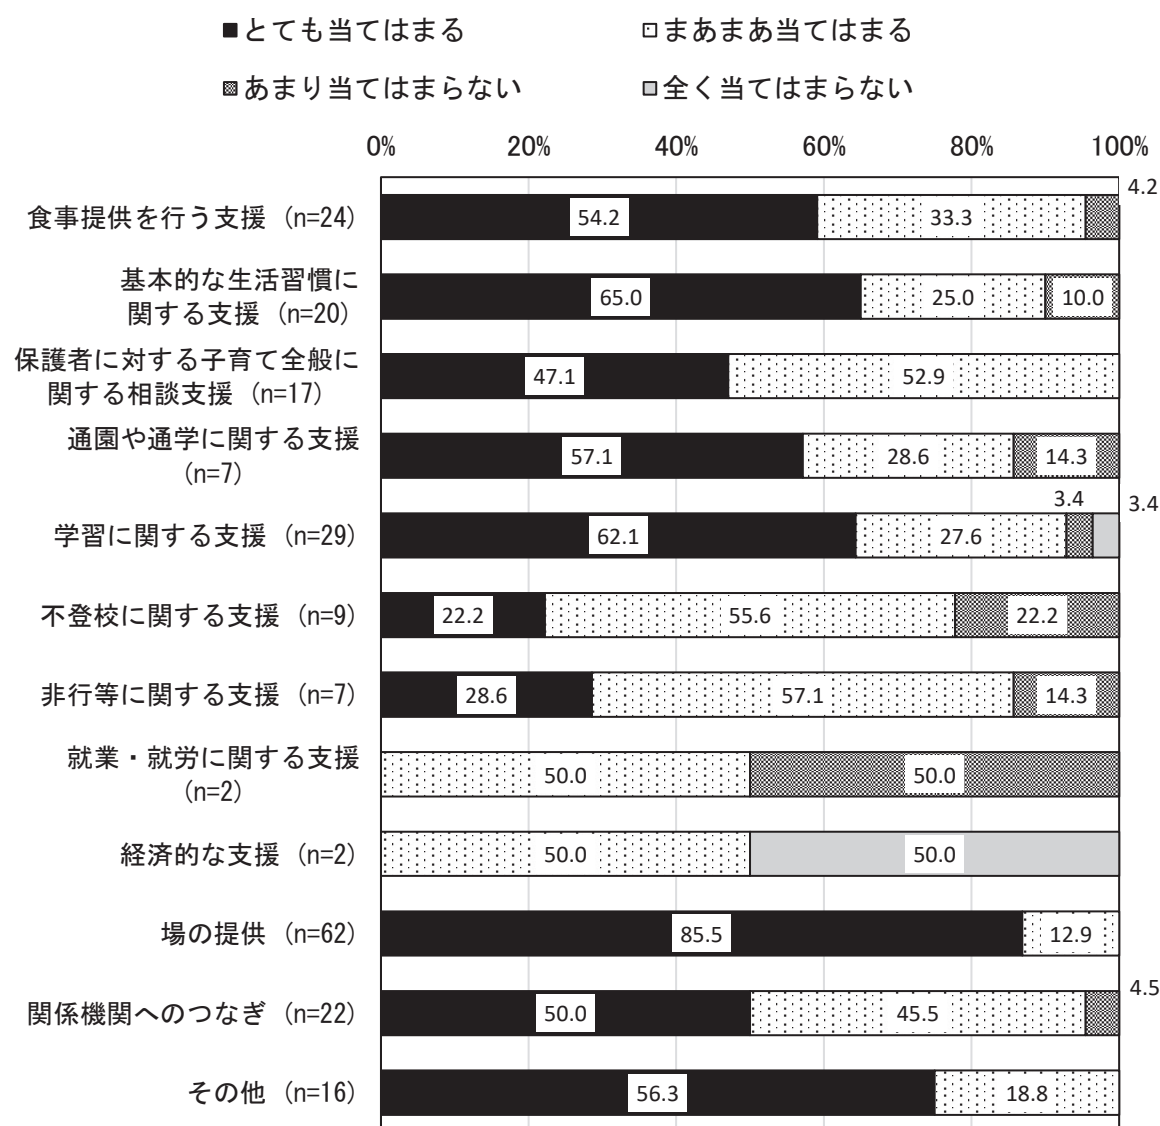 ■とても当てはまる
まあまあ当てはまる
あまり当てはまらない
全く当てはまらない
0% 20% 40% 60% 80% 100%
4.2
食事提供を行う支援 (n=24) 54.2 33.3
基本的な生活習慣に
関する支援 (n=20) 65.0 25.0 10.0
保護者に対する子育て全般に
関する相談支援 (n=17) 47.1 52.9
通園や通学に関する支援
(n=7) 57.1 28.6 14.3
3.4 3.4
学習に関する支援 (n=29) 62.1 27.6
不登校に関する支援 (n=9) 22.2 55.6 22.2
非行等に関する支援 (n=7) 28.6 57.1 14.3
就業・就労に関する支援
(n=2) 50.0 50.0
経済的な支援 (n=2) 50.0 50.0
場の提供 (n=62) 85.5 12.9
4.5
関係機関へのつなぎ (n=22) 50.0 45.5
その他 (n=16) 56.3 18.8